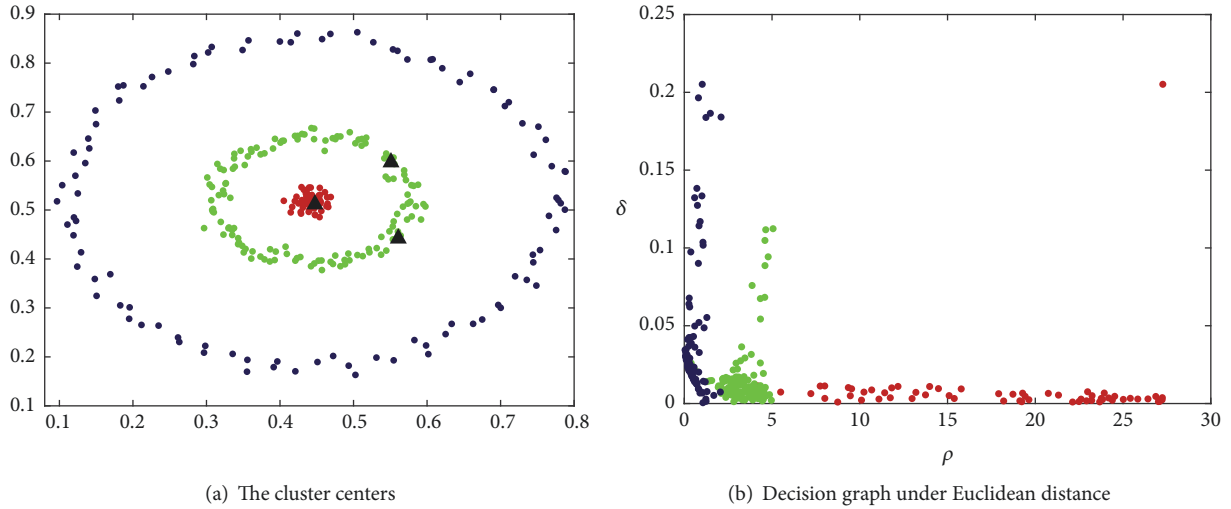 0.9
0.8
0.7
0.6
0.5
0.4
0.3
0.2
0.1
0.1 0.2 0.3 0.4 0.5 0.6 0.7 0.8
(a) The cluster centers
0.25
0.2
0.15
δ
0.1
0.05
0
0 5 10 15 20 25 30
ρ
(b) Decision graph under Euclidean distance